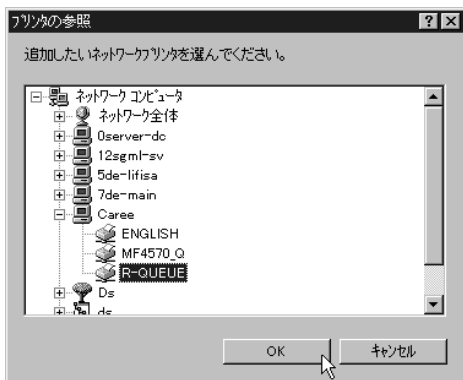 プリンタの参照
追加したいネットワークプリンタを選んでください。
ネットワーク コンピュータ
ネットワーク全体
0server-dc
12sgml-sv
5de-lifisa
7de-main
Caree
ENGLISH
MF4570_Q
R-QUEUE
Ds
ds
OK キャンセル